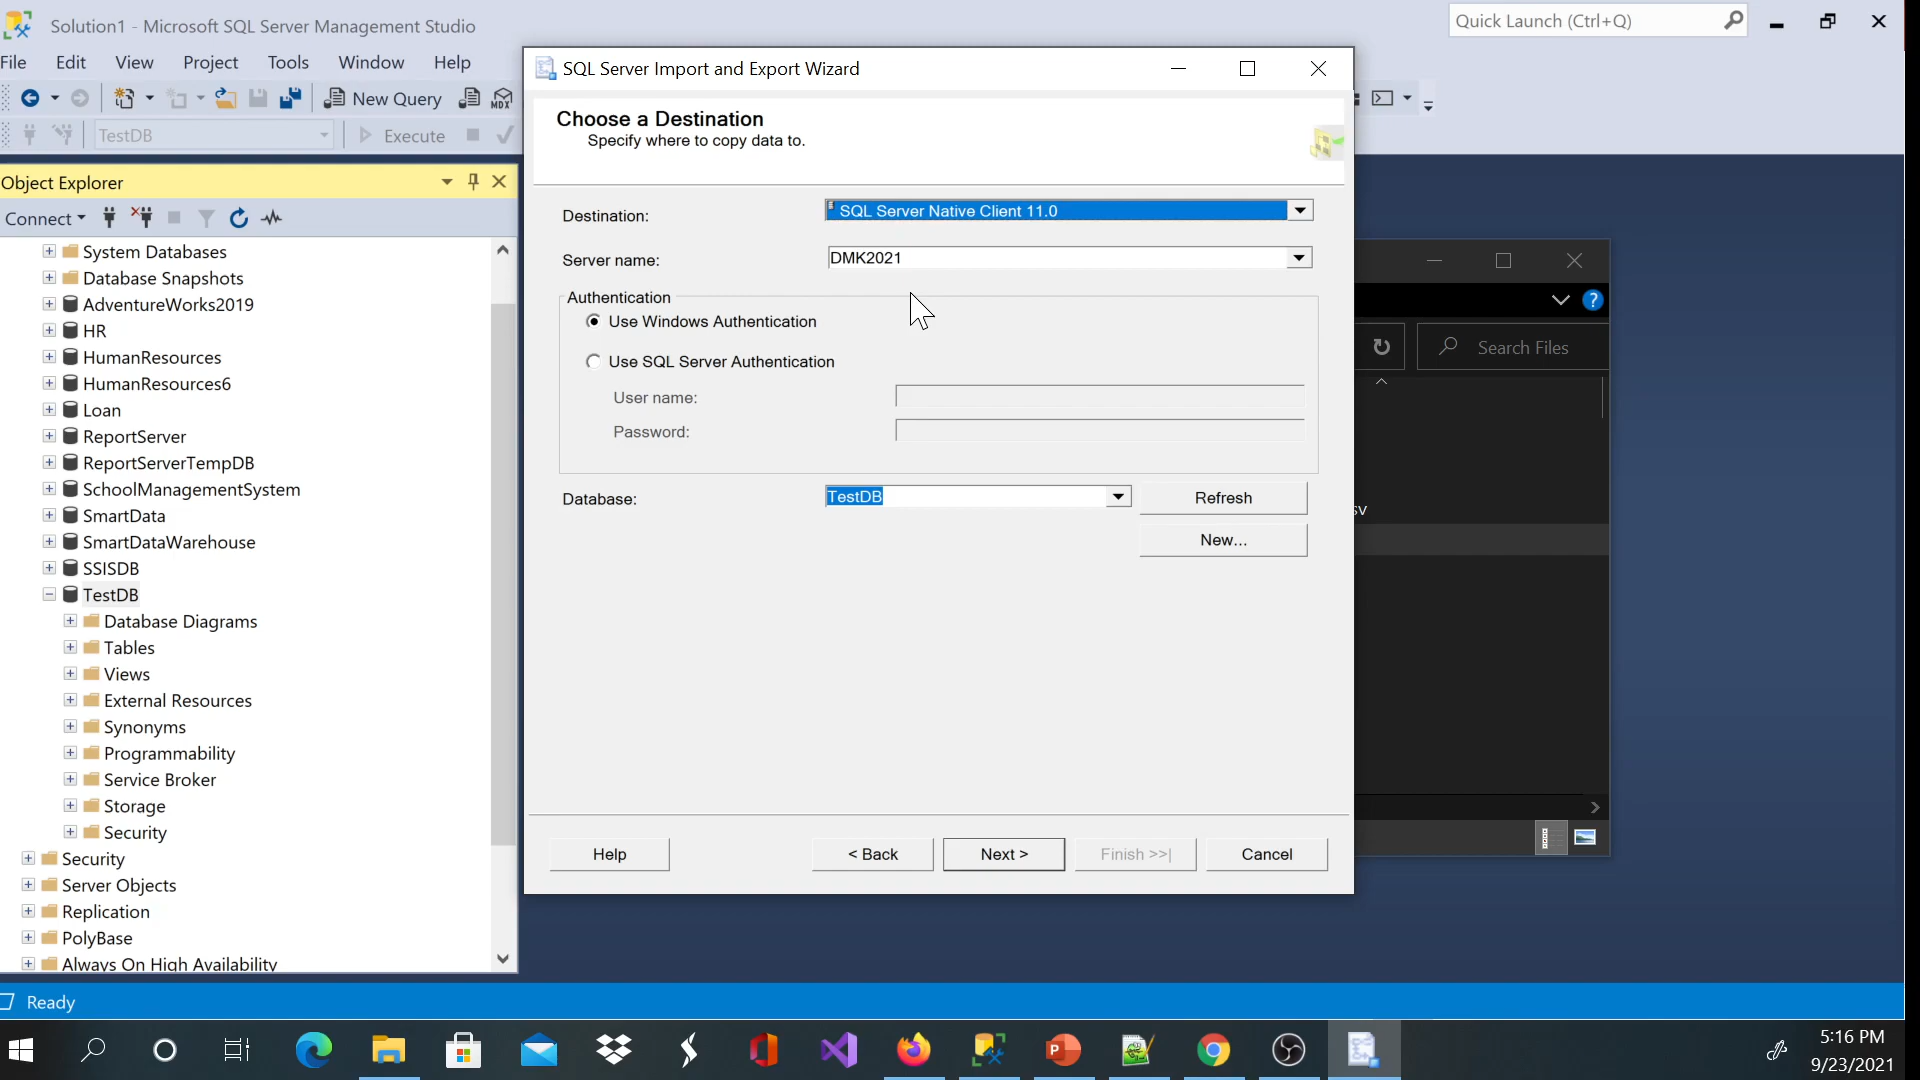 Solution1 - Microsoft SQL Server Management Studio
Quick Launch (Ctrl+Q)
File Edit View Project Tools Window Help
New Query
MDX
TestDB
Execute
Object Explorer
Connect
System Databases
Database Snapshots
AdventureWorks2019
HR
HumanResources
HumanResources6
Loan
ReportServer
ReportServerTempDB
SchoolManagementSystem
SmartData
SmartDataWarehouse
SSISDB
TestDB
Database Diagrams
Tables
Views
External Resources
Synonyms
Programmability
Service Broker
Storage
Security
Security
Server Objects
Replication
PolyBase
Always On High Availability
Ready
SQL Server Import and Export Wizard
Choose a Destination
Specify where to copy data to.
Destination: SQL Server Native Client 11.0
Server name: DMK2021
Authentication
Use Windows Authentication
Use SQL Server Authentication
User name:
Password:
Database: TestDB Refresh
New...
Help < Back Next > Finish >>| Cancel
?
Search Files
sv
5:16 PM
9/23/2021